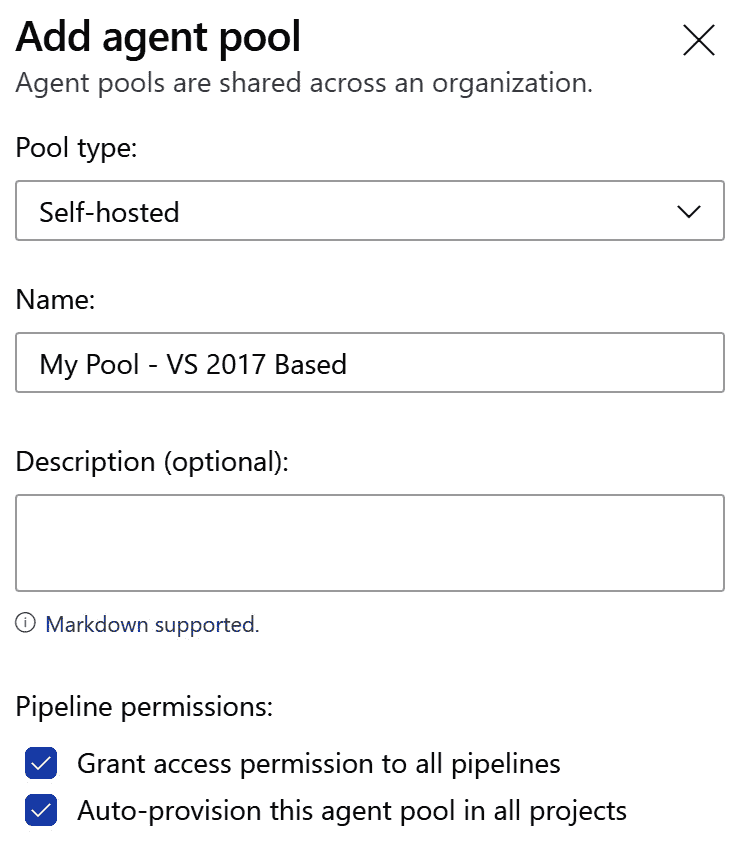 Add agent pool
Agent pools are shared across an organization.
Pool type:
Self-hosted
Name:
My Pool - VS 2017 Based
Description (optional):
Markdown supported.
Pipeline permissions:
Grant access permission to all pipelines
Auto-provision this agent pool in all projects